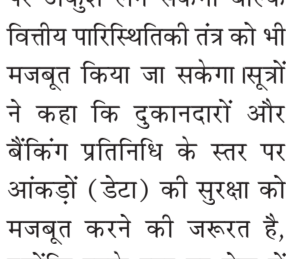 वित्तीय पारिस्थितिकी तंत्र को भी
मजबूत किया जा सकेगा।सूत्रों
ने कहा कि दुकानदारों और
बैंकिंग प्रतिनिधि के स्तर पर
आंकड़ों (डेटा) की सुरक्षा को
मजबूत करने की जरूरत है,